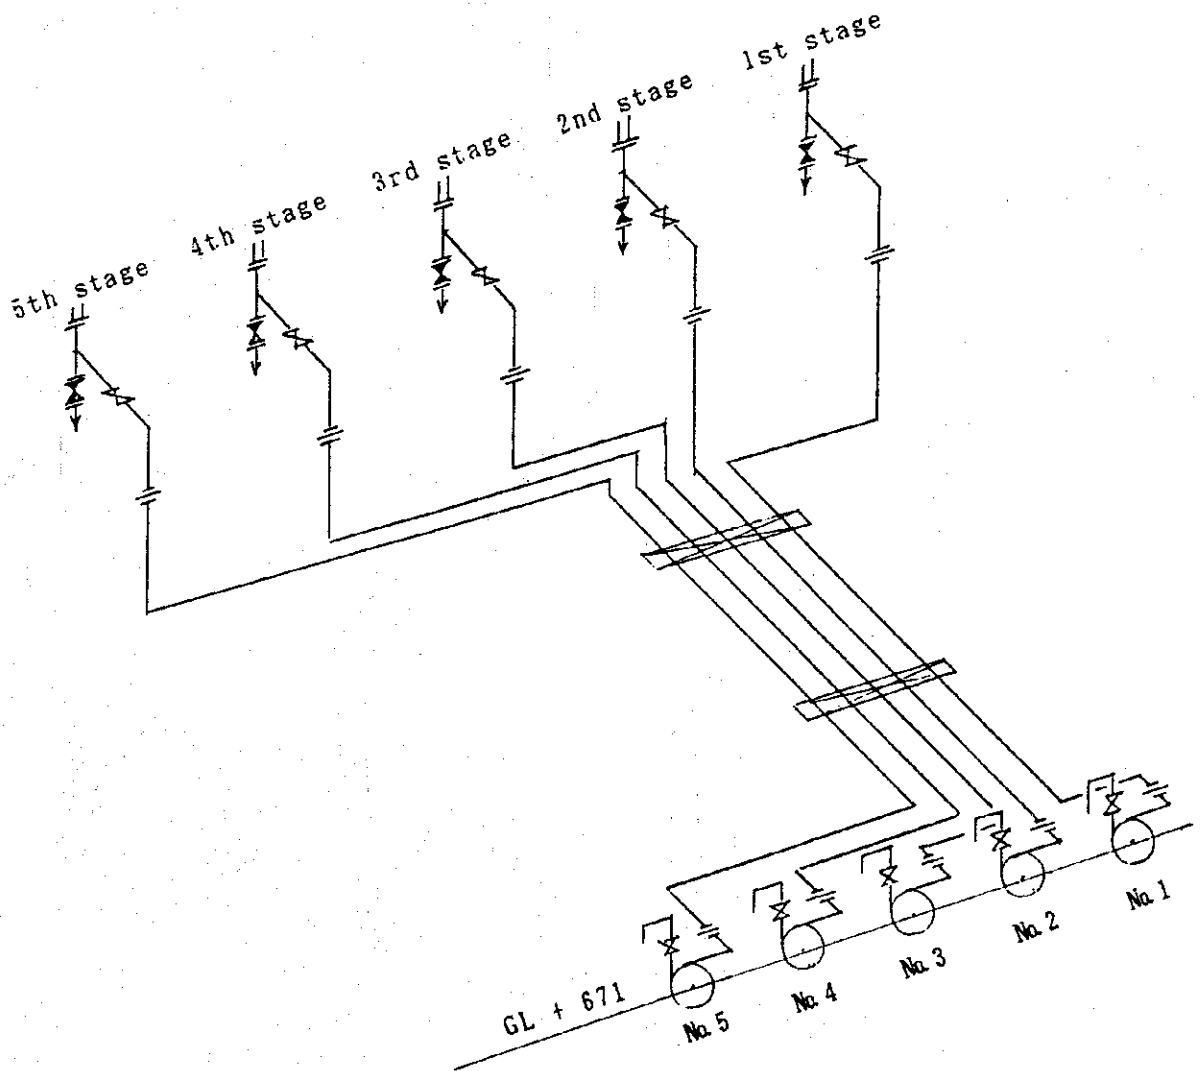 1st stage
2nd stage
3rd stage
4th stage
5th stage
No.1
No.2
No.3
No.4
No.5
GL + 671